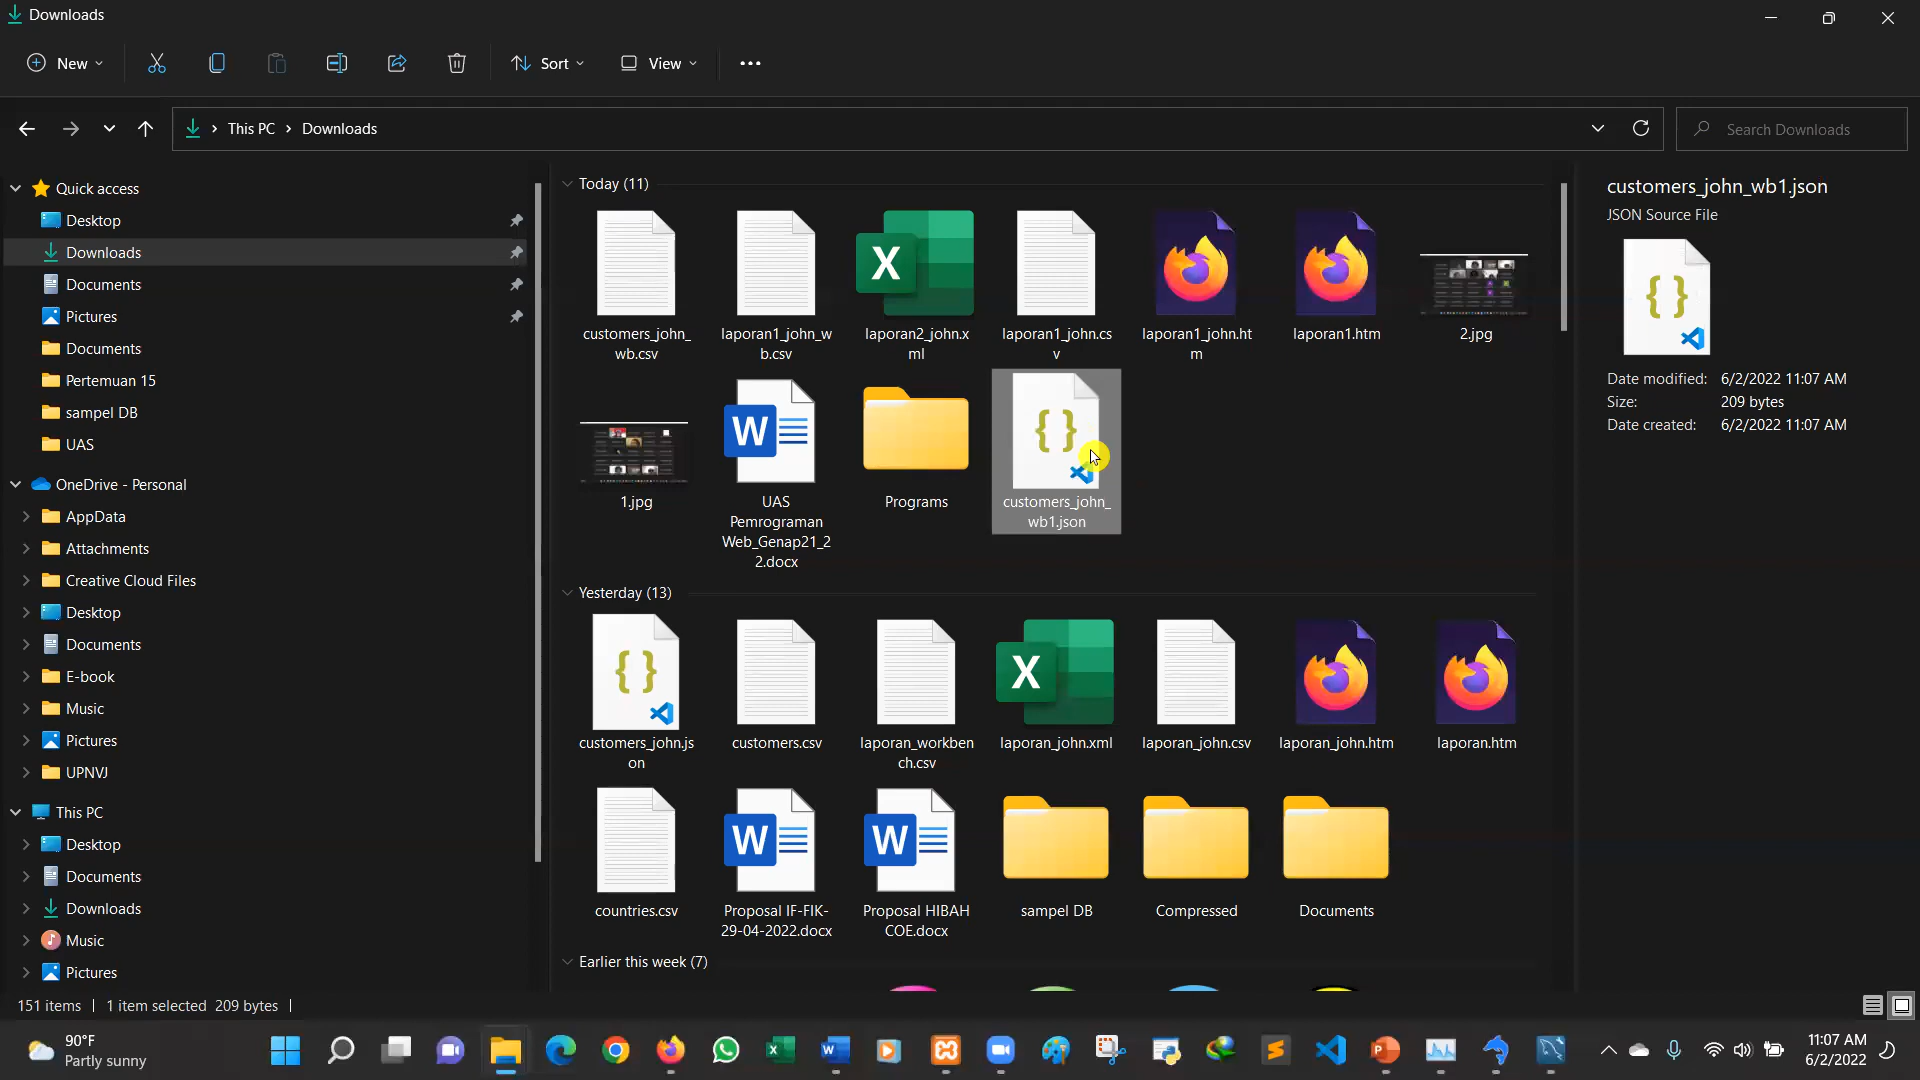 Downloads
New
Sort
View
This PC
Downloads
Search Downloads
Quick access
Desktop
Downloads
Documents
Pictures
Documents
Pertemuan 15
sampel DB
UAS
OneDrive - Personal
AppData
Attachments
Creative Cloud Files
Desktop
Documents
E-book
Music
Pictures
UPNVJ
This PC
Desktop
Documents
Downloads
Music
Pictures
Today (11)
customers_john_
wb.csv
laporan1_john_w
b.csv
laporan2_john.x
ml
laporan1_john.cs
v
laporan1_john.ht
m
laporan1.htm
2.jpg
1.jpg
UAS
Pemrograman
Web_Genap21_2
2.docx
Programs
customers_john_
wb1.json
Yesterday (13)
customers_john.js
on
customers.csv
laporan_workben
ch.csv
laporan_john.xml
laporan_john.csv
laporan_john.htm
laporan.htm
countries.csv
Proposal IF-FIK-
29-04-2022.docx
Proposal HIBAH
COE.docx
sampel DB
Compressed
Documents
Earlier this week (7)
customers_john_wb1.json
JSON Source File
Date modified: 6/2/2022 11:07 AM
Size: 209 bytes
Date created: 6/2/2022 11:07 AM
151 items
1 item selected 209 bytes
90°F
Partly sunny
11:07 AM
6/2/2022